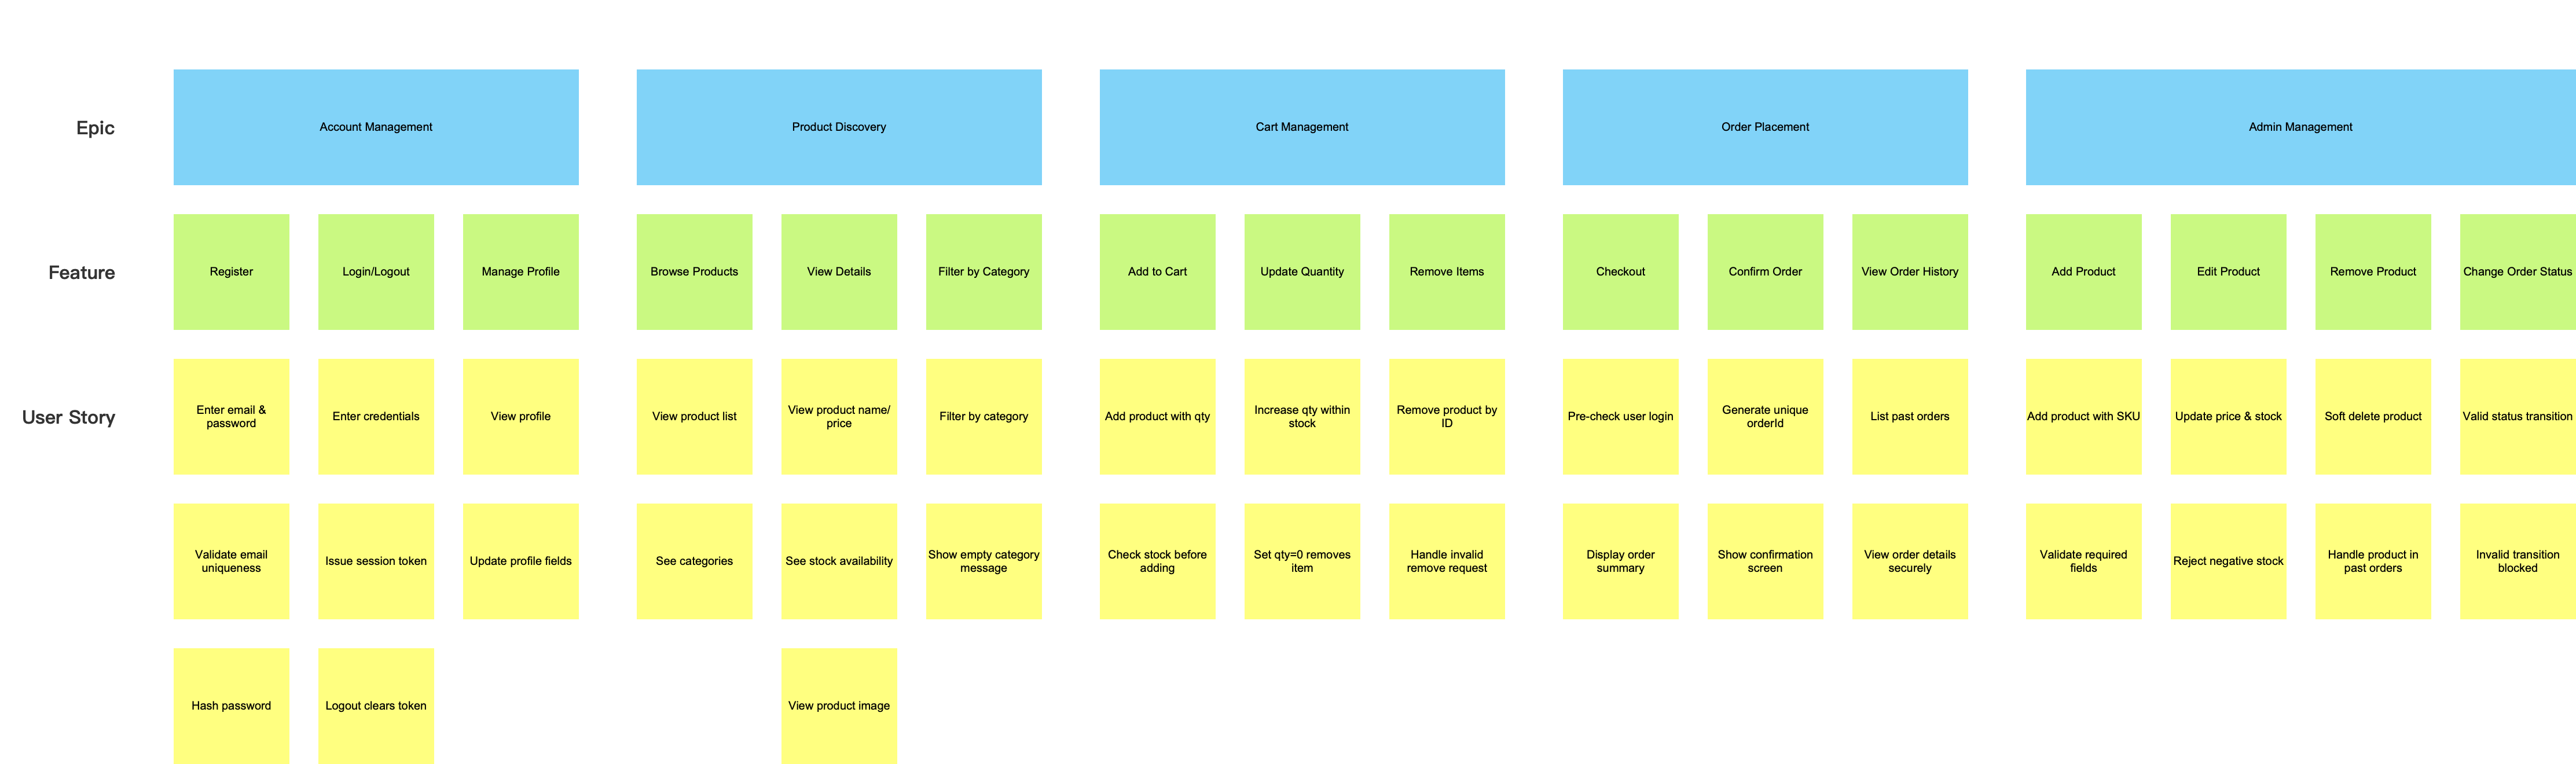 Epic
Account Management
Product Discovery
Cart Management
Order Placement
Admin Management
Feature
Register
Login/Logout
Manage Profile
Browse Products
View Details
Filter by Category
Add to Cart
Update Quantity
Remove Items
Checkout
Confirm Order
View Order History
Add Product
Edit Product
Remove Product
Change Order Status
User Story
Enter email &
password
Enter credentials
View profile
View product list
View product name/
price
Filter by category
Add product with qty
Increase qty within
stock
Remove product by
ID
Pre-check user login
Generate unique
orderId
List past orders
Add product with SKU
Update price & stock
Soft delete product
Valid status transition
Validate email
uniqueness
Issue session token
Update profile fields
See categories
See stock availability
Show empty category
message
Check stock before
adding
Set qty=0 removes
item
Handle invalid
remove request
Display order
summary
Show confirmation
screen
View order details
securely
Validate required
fields
Reject negative stock
Handle product in
past orders
Invalid transition
blocked
Hash password
Logout clears token
View product image